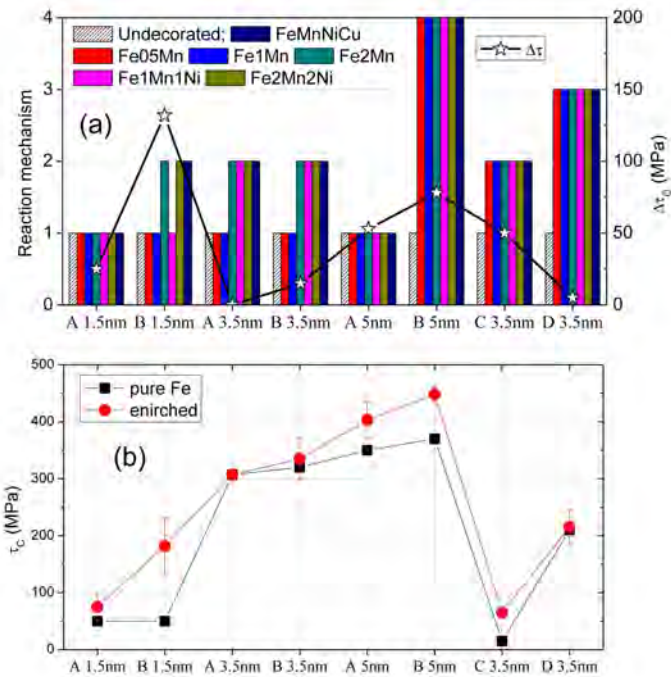 4
3
2
1
0
Reaction mechanism
Undecorated; FeMnNiCu
Fe05Mn Fe1Mn Fe2Mn
Fe1Mn1Ni Fe2Mn2Ni
Δτ
(a)
200
150
100
50
0
Δτ0 (MPa)
A 1.5nm B 1.5nm A 3.5nm B 3.5nm A 5nm B 5nm C 3.5nm D 3.5nm
500
400
300
200
100
0
τC (MPa)
pure Fe
enirched
(b)
A 1.5nm B 1.5nm A 3.5nm B 3.5nm A 5nm B 5nm C 3.5nm D 3.5nm